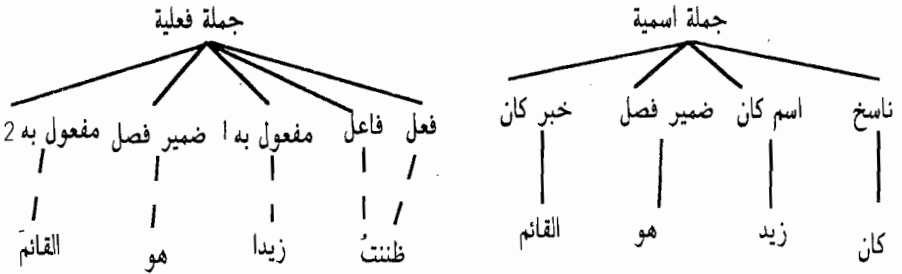 جملة اسمية
ناسخ اسم كان ضمير فصل خبر كان
كان زيد هو القائم
جملة فعلية
فعل فاعل مفعول به 1 ضمير فصل مفعول به 2
ظننتُ زيدا هو القائمَ